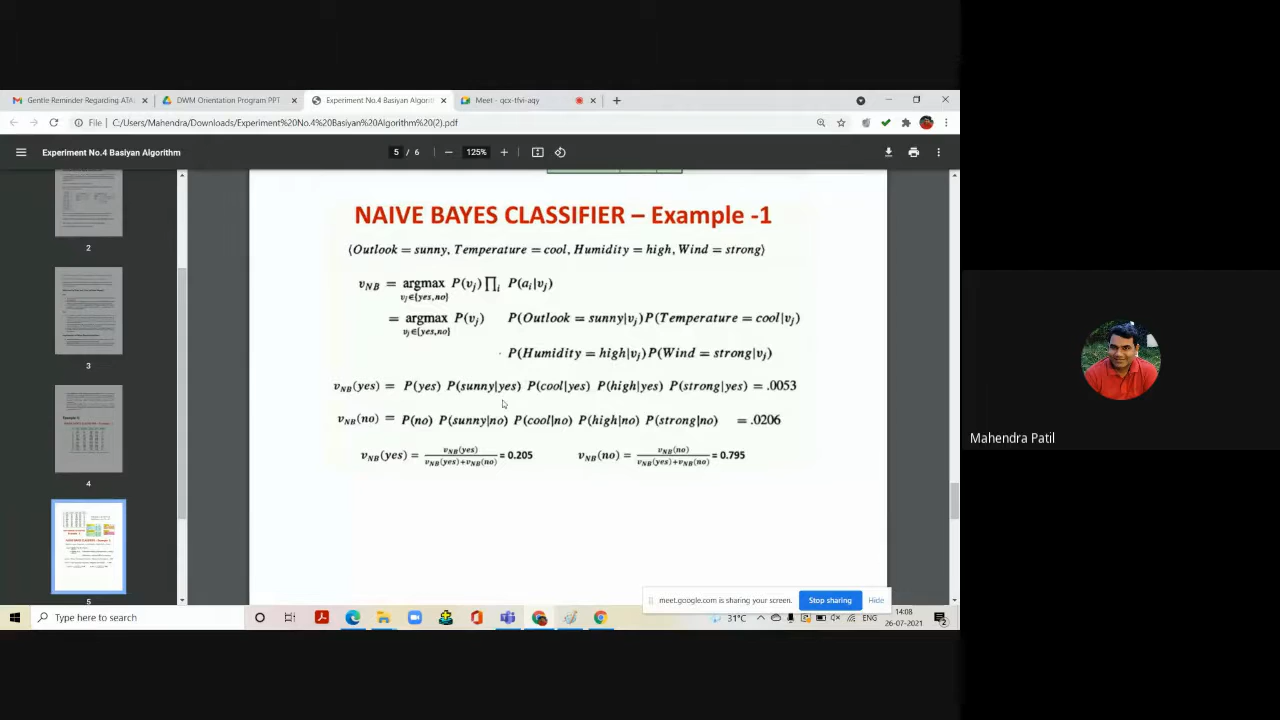 Gentle Reminder Regarding ATA
DWM Orientation Program PPT
Experiment No.4 Basiyan Algorith
Meet - qcx-tfvi-aqy
File | C:/Users/Mahendra/Downloads/Experiment%20No.4%20Basiyan%20Algorithm%20(2).pdf
Experiment No.4 Basiyan Algorithm
5 / 6
125%
NAIVE BAYES CLASSIFIER – Example -1
⟨Outlook = sunny, Temperature = cool, Humidity = high, Wind = strong⟩
v_NB = argmax P(v_j) ∏_i P(a_i|v_j)
v_j∈{yes,no}
= argmax P(v_j) P(Outlook = sunny|v_j)P(Temperature = cool|v_j)
v_j∈{yes,no}
· P(Humidity = high|v_j)P(Wind = strong|v_j)
v_NB(yes) = P(yes) P(sunny|yes) P(cool|yes) P(high|yes) P(strong|yes) = .0053
v_NB(no) = P(no) P(sunny|no) P(cool|no) P(high|no) P(strong|no) = .0206
v_NB(yes) = v_NB(yes) / v_NB(yes)+v_NB(no) = 0.205 v_NB(no) = v_NB(no) / v_NB(yes)+v_NB(no) = 0.795
2
3
4
5
meet.google.com is sharing your screen.
Stop sharing
Hide
Type here to search
31°C
ENG
14:08
26-07-2021
2
Mahendra Patil